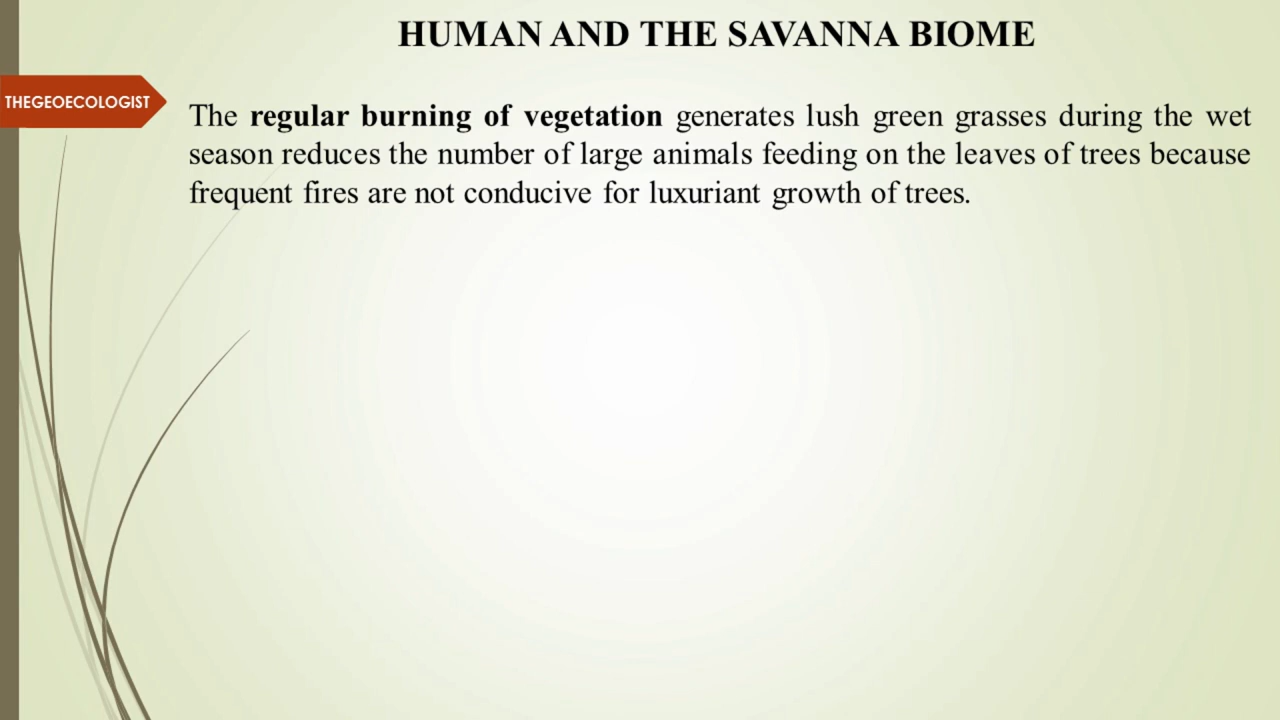 HUMAN AND THE SAVANNA BIOME
THEGEOECOLOGIST
The regular burning of vegetation generates lush green grasses during the wet
season reduces the number of large animals feeding on the leaves of trees because
frequent fires are not conducive for luxuriant growth of trees.